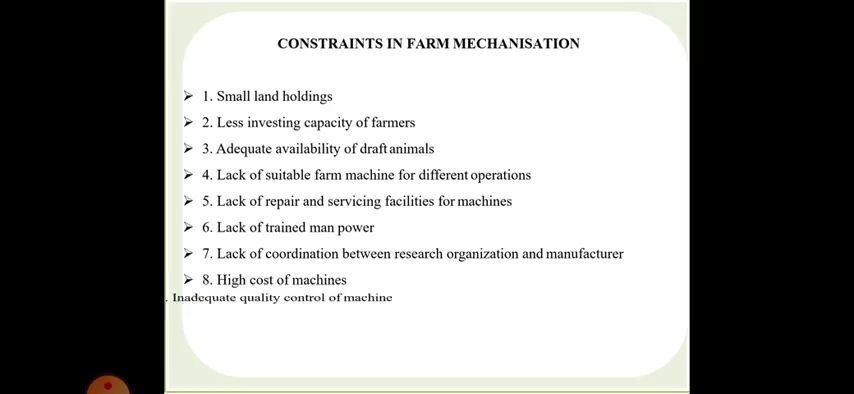 CONSTRAINTS IN FARM MECHANISATION
➢ 1. Small land holdings
➢ 2. Less investing capacity of farmers
➢ 3. Adequate availability of draft animals
➢ 4. Lack of suitable farm machine for different operations
➢ 5. Lack of repair and servicing facilities for machines
➢ 6. Lack of trained man power
➢ 7. Lack of coordination between research organization and manufacturer
➢ 8. High cost of machines
. Inadequate quality control of machine